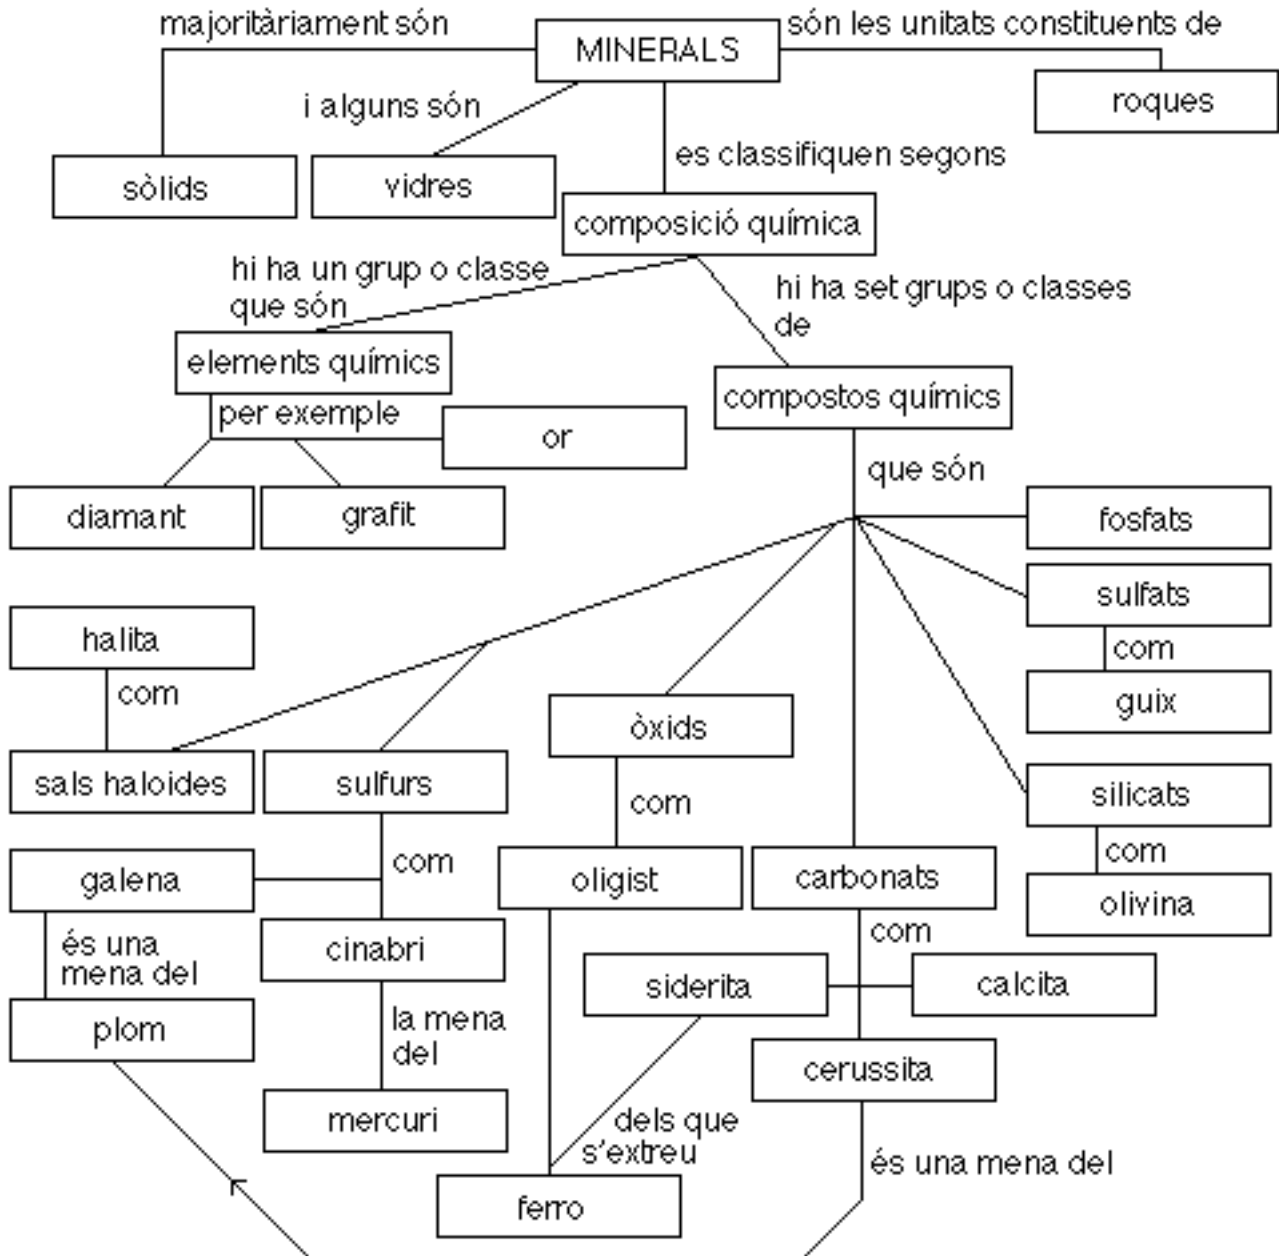 majoritàriament són
MINERALS
són les unitats constituents de
roques
i alguns són
es classifiquen segons
sòlids
vidres
composició química
hi ha un grup o classe
que són
hi ha set grups o classes
de
elements químics
compostos químics
per exemple
or
que són
diamant
grafit
fosfats
sulfats
com
guix
halita
com
sals haloides
sulfurs
òxids
silicats
com
com
com
olivina
galena
oligist
carbonats
és una
mena del
cinabri
com
siderita
calcita
plom
la mena
del
cerussita
mercuri
dels que
s'extreu
és una mena del
ferro